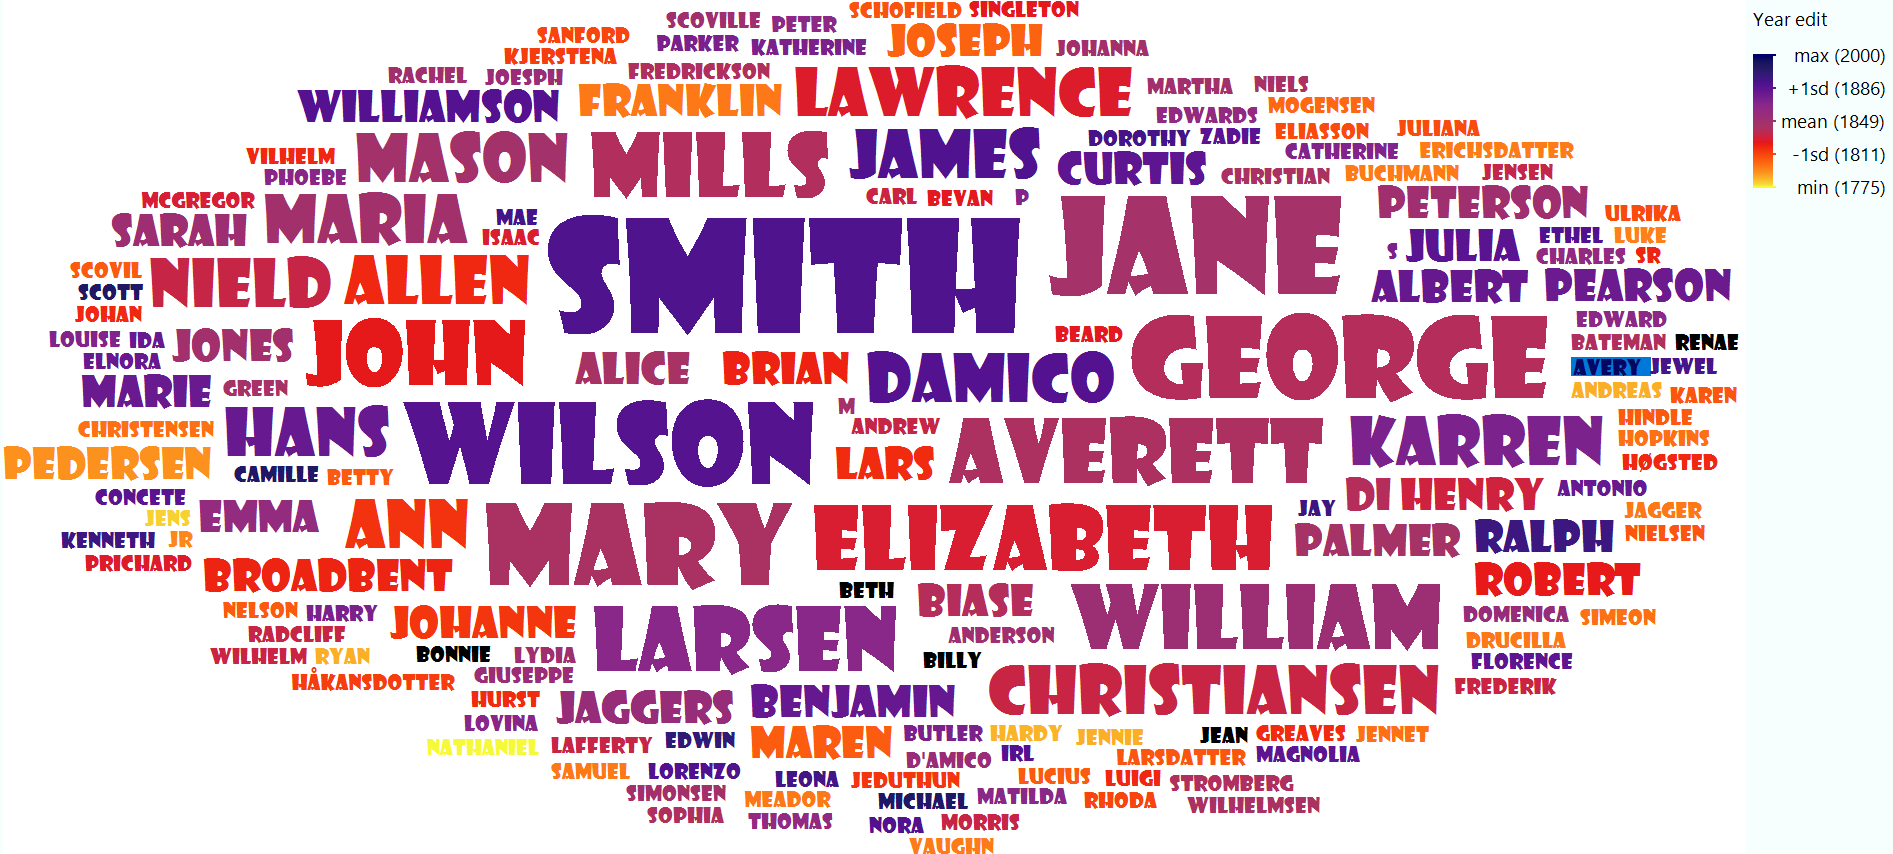 SCHOFIELD SINGLETON
SCOVILLE PETER
SANFORD PARKER KATHERINE JOSEPH JOHANNA
KJERSTENA
RACHEL JOESPH FREDRICKSON LAWRENCE MARTHA NIELS
WILLIAMSON FRANKLIN EDWARDS MOGENSEN
VILHELM MASON MILLS JAMES DOROTHY ZADIE ELIASSON JULIANA
PHOEBE CURTIS CATHERINE ERICHSDATTER
CHRISTIAN BUCHMANN JENSEN
MCGREGOR CARL BEVAN P PETERSON
SARAH MARIA MAE SMITH JANE ULRIKA
ISAAC S JULIA ETHEL LUKE
CHARLES SR
SCOVIL NIELD ALLEN ALBERT PEARSON
SCOTT
JOHAN EDWARD
LOUISE IDA JONES JOHN BEARD GEORGE BATEMAN RENAE
ELNORA ALICE BRIAN DAMICO AVERY JEWEL
MARIE GREEN ANDREAS KAREN
M
CHRISTENSEN HANS WILSON ANDREW AVERETT KARREN HINDLE
HOPKINS
PEDERSEN CAMILLE BETTY LARS HØGSTED
CONCETE DI HENRY ANTONIO
JENS EMMA ANN MARY ELIZABETH JAY JAGGER
KENNETH JR PALMER RALPH NIELSEN
PRICHARD BROADBENT ROBERT
BETH BIASE WILLIAM
NELSON HARRY JOHANNE LARSEN DOMENICA SIMEON
RADCLIFF ANDERSON DRUCILLA
WILHELM RYAN BONNIE LYDIA BILLY FLORENCE
HÅKANSDOTTER GIUSEPPE CHRISTIANSEN FREDERIK
HURST JAGGERS BENJAMIN
LOVINA
NATHANIEL LAFFERTY EDWIN MAREN BUTLER HARDY JENNIE JEAN GREAVES JENNET
D'AMICO IRL LARSDATTER MAGNOLIA
SAMUEL LORENZO LEONA JEDUTHUN LUCIUS LUIGI STROMBERG
SIMONSEN MEADOR MICHAEL MATILDA RHODA WILHELMSEN
SOPHIA THOMAS NORA MORRIS
VAUGHN
Year edit
max (2000)
+1sd (1886)
mean (1849)
-1sd (1811)
min (1775)